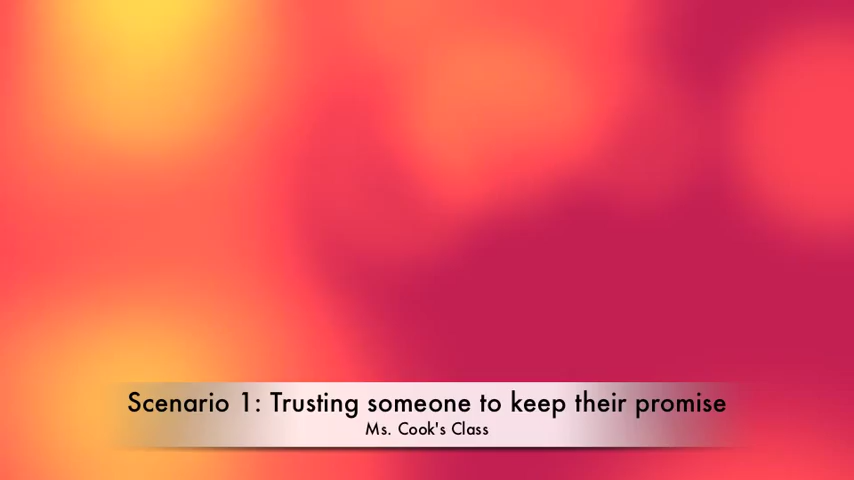 Scenario 1: Trusting someone to keep their promise
Ms. Cook's Class